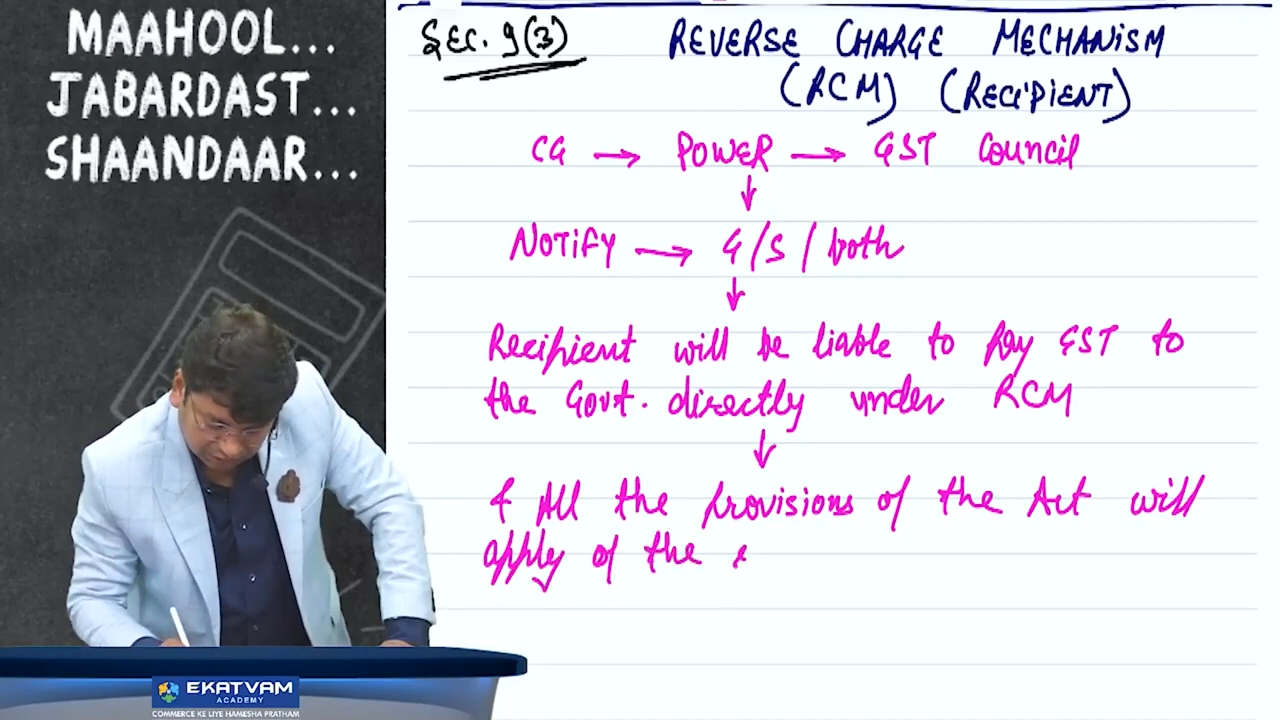 MAAHOOL...
JABARDAST...
SHAANDAAR...
SEC. 9(3) REVERSE CHARGE MECHANISM
(RCM) (RECIPIENT)
CG → POWER → GST Council
↓
NOTIFY → G/S / both
↓
Recipient will be liable to pay GST to
the Govt. directly under RCM
↓
& All the provisions of the Act will
apply of the
EKATVAM
ACADEMY
COMMERCE KE LIYE HAMESHA PRATHAM